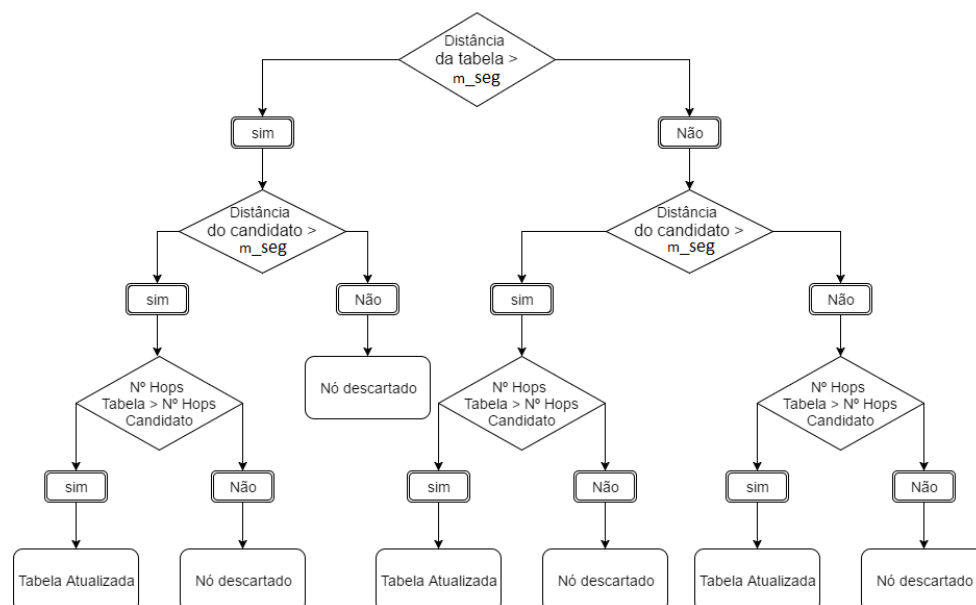 Distância
da tabela >
m_seg
sim
Não
Distância
do candidato >
m_seg
Distância
do candidato >
m_seg
sim
Não
sim
Não
Nº Hops
Tabela > Nº Hops
Candidato
Nó descartado
Nº Hops
Tabela > Nº Hops
Candidato
Nº Hops
Tabela > Nº Hops
Candidato
sim
Não
sim
Não
sim
Não
Tabela Atualizada
Nó descartado
Tabela Atualizada
Nó descartado
Tabela Atualizada
Nó descartado